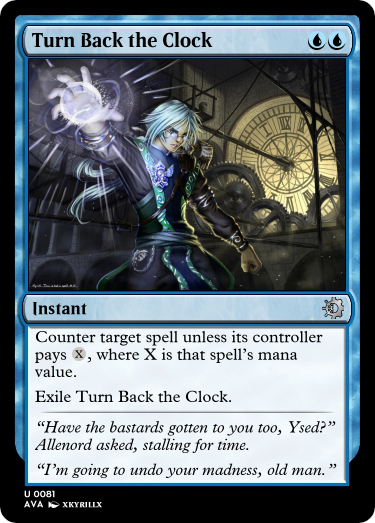 Turn Back the Clock
Instant
Counter target spell unless its controller
pays X, where X is that spell's mana
value.
Exile Turn Back the Clock.
"Have the bastards gotten to you too, Ysed?"
Allenord asked, stalling for time.
"I'm going to undo your madness, old man."
U 0081
AVA XKYRILLX